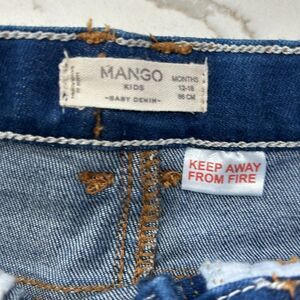 MANGO
KIDS
-BABY DENIM-
MONTHS
12-18
86 CM
KEEP AWAY
FROM FIRE